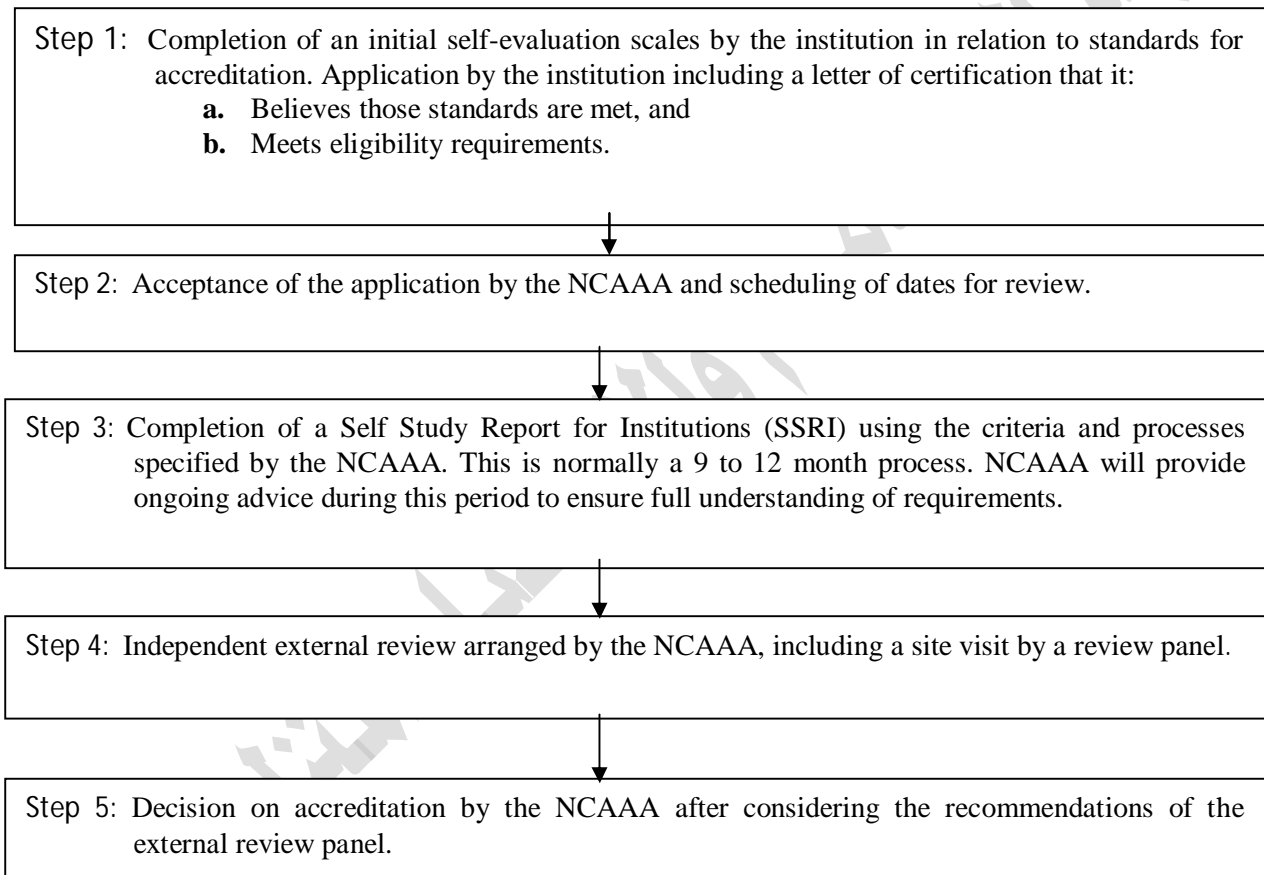 Step 1: Completion of an initial self-evaluation scales by the institution in relation to standards for
accreditation. Application by the institution including a letter of certification that it:
a. Believes those standards are met, and
b. Meets eligibility requirements.
Step 2: Acceptance of the application by the NCAAA and scheduling of dates for review.
Step 3: Completion of a Self Study Report for Institutions (SSRI) using the criteria and processes
specified by the NCAAA. This is normally a 9 to 12 month process. NCAAA will provide
ongoing advice during this period to ensure full understanding of requirements.
Step 4: Independent external review arranged by the NCAAA, including a site visit by a review panel.
Step 5: Decision on accreditation by the NCAAA after considering the recommendations of the
external review panel.